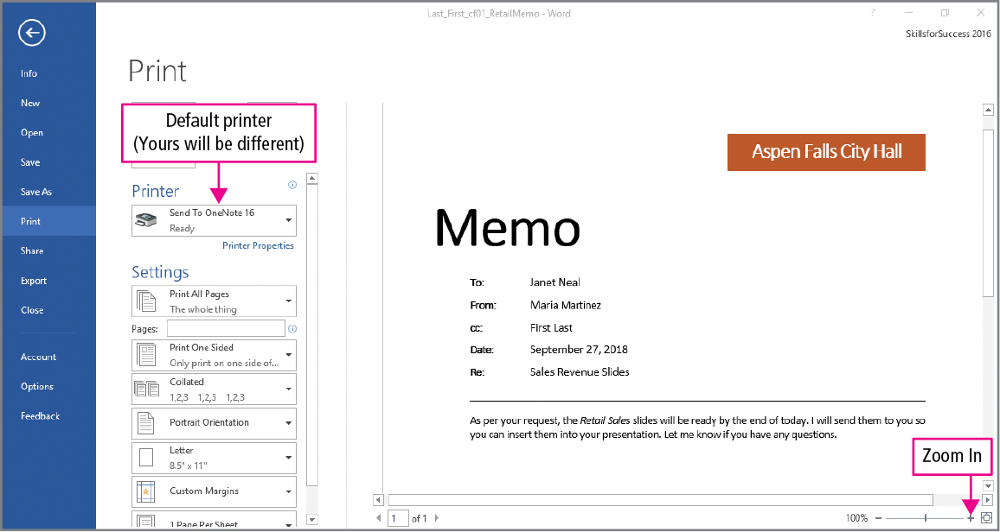 Last_First_cf01_RetailMemo - Word
?
SkillsforSuccess 2016
Info
New
Open
Save
Save As
Print
Share
Export
Close
Account
Options
Feedback
Print
Default printer
(Yours will be different)
Printer
Send To OneNote 16
Ready
Printer Properties
Settings
Print All Pages
The whole thing
Pages:
Print One Sided
Only print on one side of...
Collated
1,2,3 1,2,3 1,2,3
Portrait Orientation
Letter
8.5" x 11"
Custom Margins
1 Page Per Sheet
Aspen Falls City Hall
Memo
To: Janet Neal
From: Maria Martinez
cc: First Last
Date: September 27, 2018
Re: Sales Revenue Slides
As per your request, the Retail Sales slides will be ready by the end of today. I will send them to you so
you can insert them into your presentation. Let me know if you have any questions.
Zoom In
1 of 1
100%